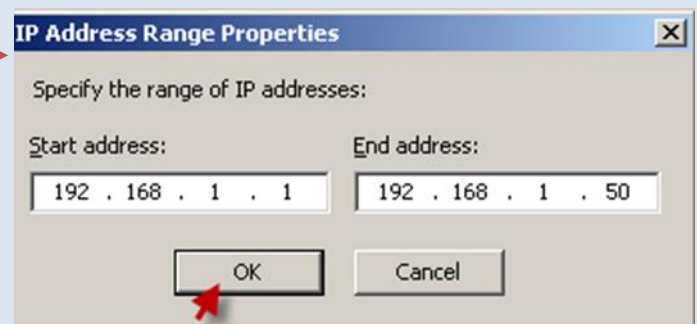 IP Address Range Properties
Specify the range of IP addresses:
Start address: End address:
192 . 168 . 1 . 1 192 . 168 . 1 . 50
OK Cancel